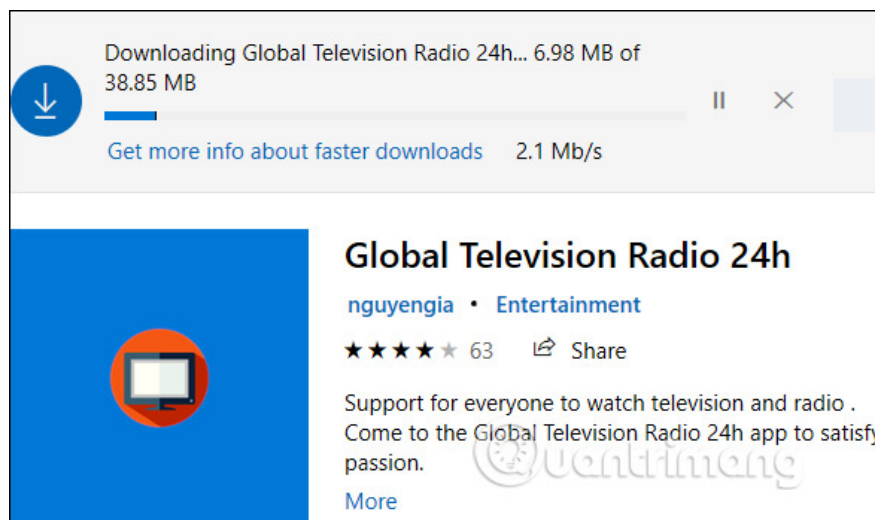 Downloading Global Television Radio 24h... 6.98 MB of
38.85 MB
Get more info about faster downloads 2.1 Mb/s
Global Television Radio 24h
nguyengia • Entertainment
63 Share
Support for everyone to watch television and radio .
Come to the Global Television Radio 24h app to satisfy
passion.
Quantrimang
More